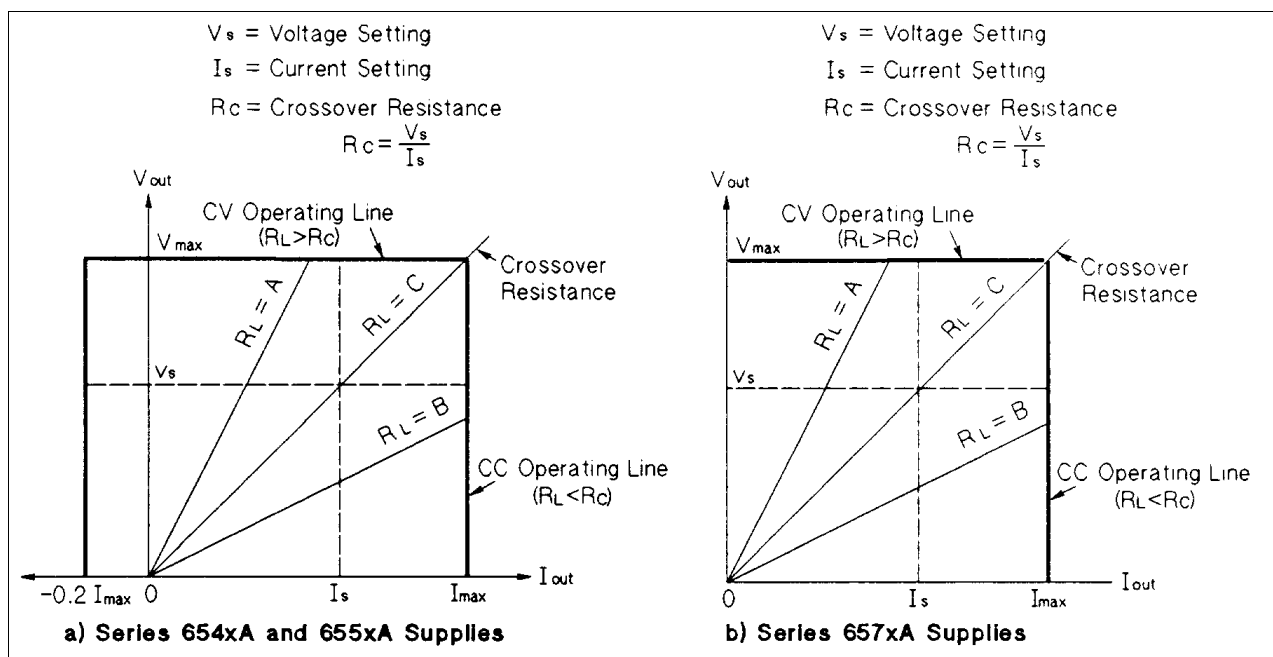 Vs = Voltage Setting
Is = Current Setting
Rc = Crossover Resistance
Rc = Vs
Is
Vout
CV Operating Line
(RL>Rc)
Vmax
Crossover
Resistance
RL = A
RL = C
Vs
RL = B
CC Operating Line
(RL<Rc)
Iout
-0.2 Imax 0 Is Imax
a) Series 654xA and 655xA Supplies
Vs = Voltage Setting
Is = Current Setting
Rc = Crossover Resistance
Rc = Vs
Is
Vout
CV Operating Line
(RL>Rc)
Vmax
Crossover
Resistance
RL = A
RL = C
Vs
RL = B
CC Operating Line
(RL<Rc)
Iout
0 Is Imax
b) Series 657xA Supplies